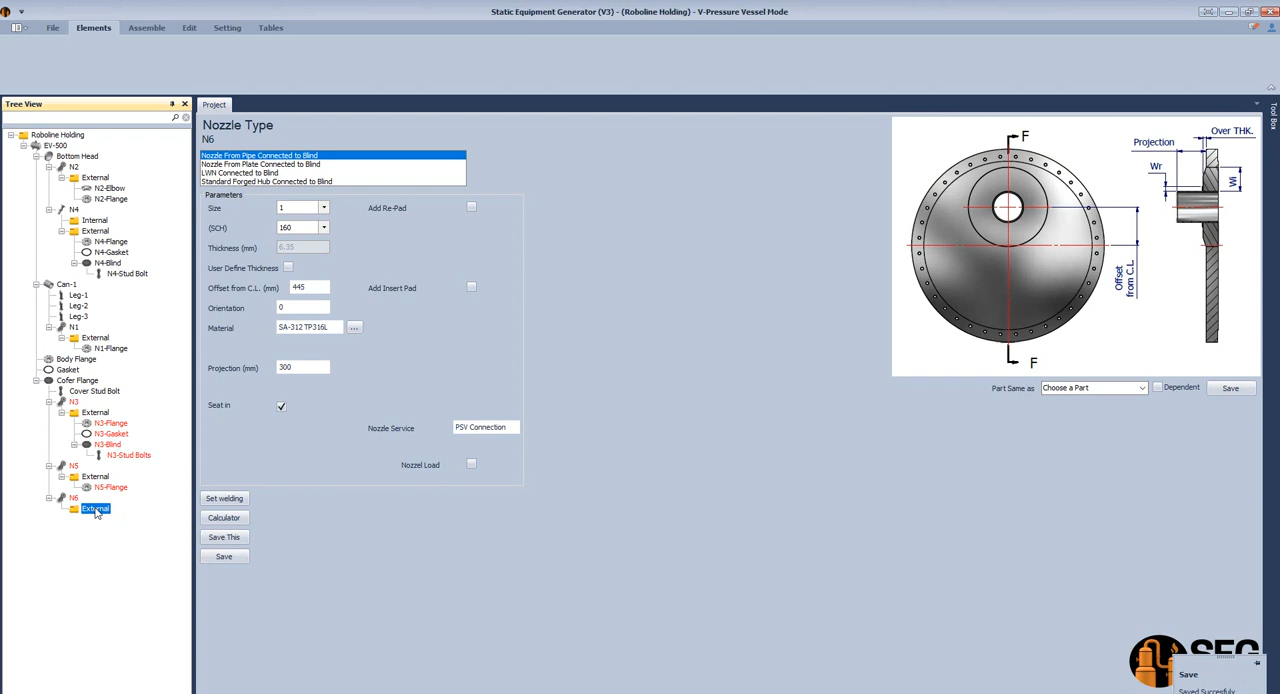 Static Equipment Generator (V3) - (Roboline Holding) - V-Pressure Vessel Mode
File Elements Assemble Edit Setting Tables
Tree View
Roboline Holding
EV-500
Bottom Head
N2
External
N2-Elbow
N2-Flange
N4
Internal
External
N4-Flange
N4-Gasket
N4-Blind
N4-Stud Bolt
Can-1
Leg-1
Leg-2
Leg-3
N1
External
N1-Flange
Body Flange
Gasket
Cofer Flange
Cover Stud Bolt
N3
External
N3-Flange
N3-Gasket
N3-Blind
N3-Stud Bolts
N5
External
N5-Flange
N6
External
Project
Nozzle Type
N6
Nozzle From Pipe Connected to Blind
Nozzle From Plate Connected to Blind
LWN Connected to Blind
Standard Forged Hub Connected to Blind
Parameters
Size 1 Add Re-Pad
(SCH) 160
Thickness (mm) 6.35
User Define Thickness
Offset from C.L. (mm) 445 Add Insert Pad
Orientation 0
Material SA-312 TP316L ...
Projection (mm) 300
Seat in
Nozzle Service PSV Connection
Nozzel Load
Set welding
Calculator
Save This
Save
F
Over THK.
Projection
Wr
Wi
Offset
from C.L.
F
Part Same as Choose a Part Dependent Save
Tool Box
SEG
Save
Saved Succesfuly